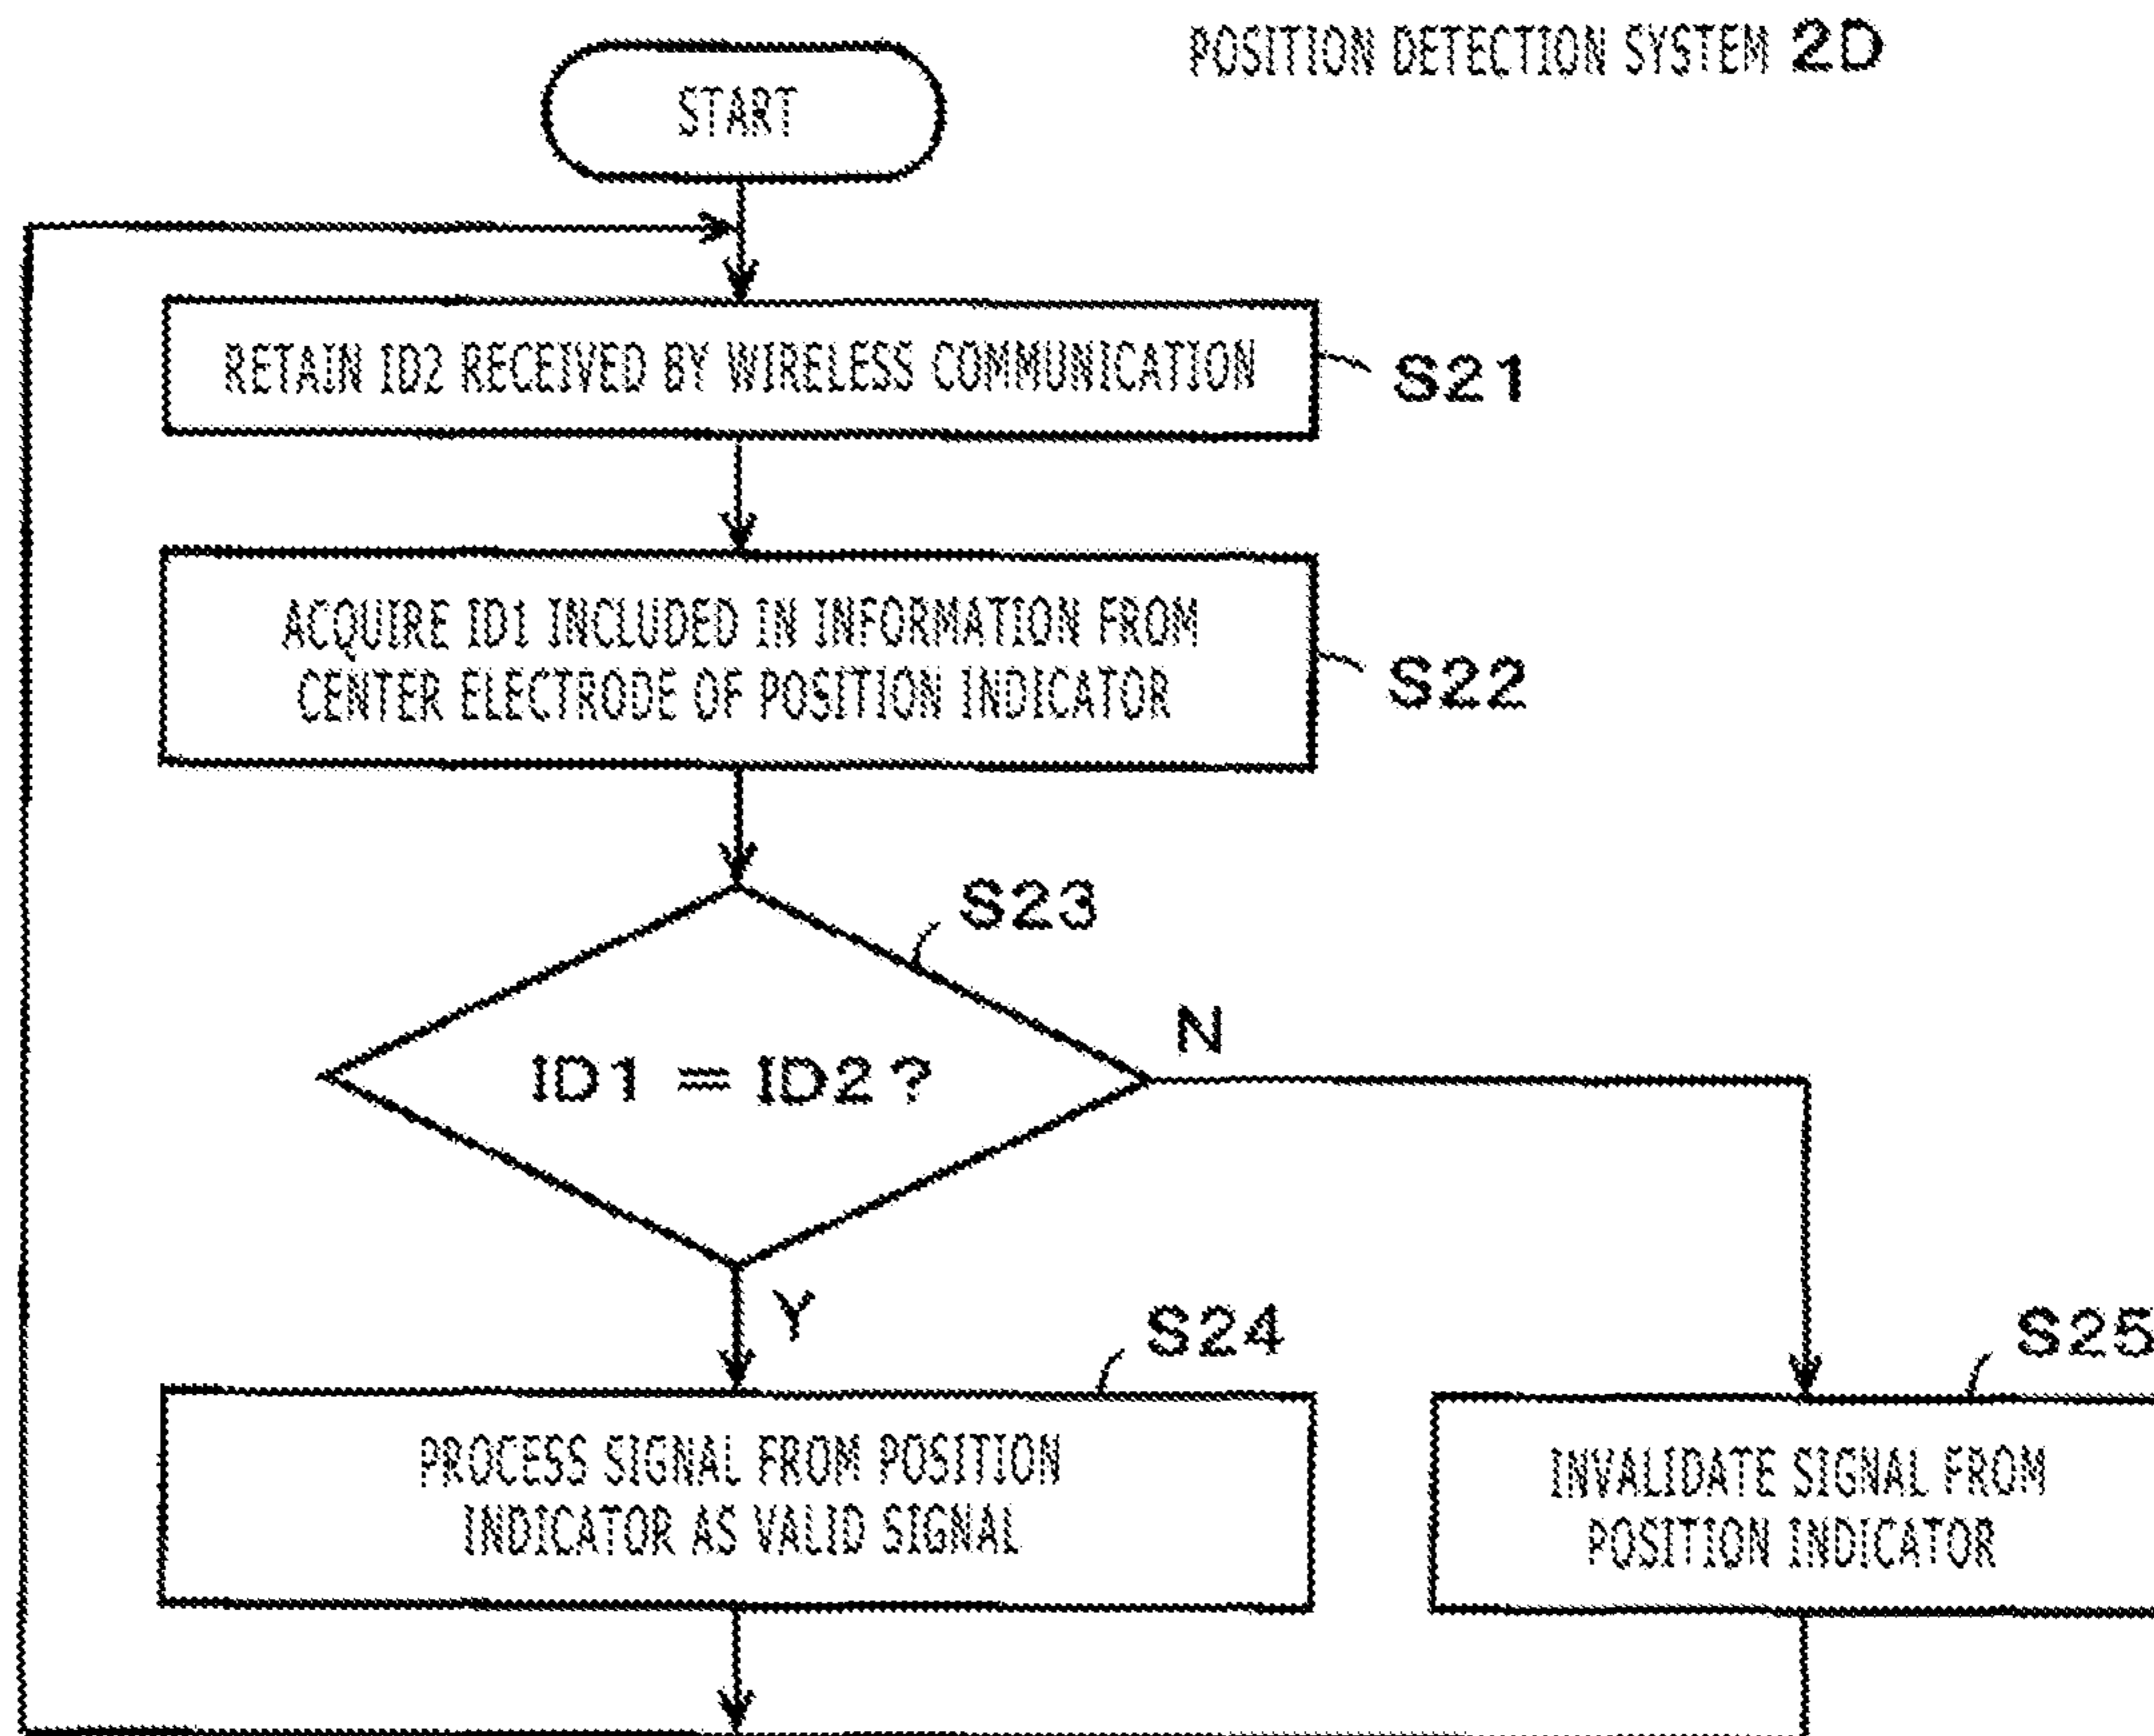 POSITION DETECTION SYSTEM 2D
START
RETAIN ID2 RECEIVED BY WIRELESS COMMUNICATION
S21
ACQUIRE ID1 INCLUDED IN INFORMATION FROM
CENTER ELECTRODE OF POSITION INDICATOR
S22
S23
ID1 = ID2 ?
N
Y
S24
PROCESS SIGNAL FROM POSITION
INDICATOR AS VALID SIGNAL
S25
INVALIDATE SIGNAL FROM
POSITION INDICATOR